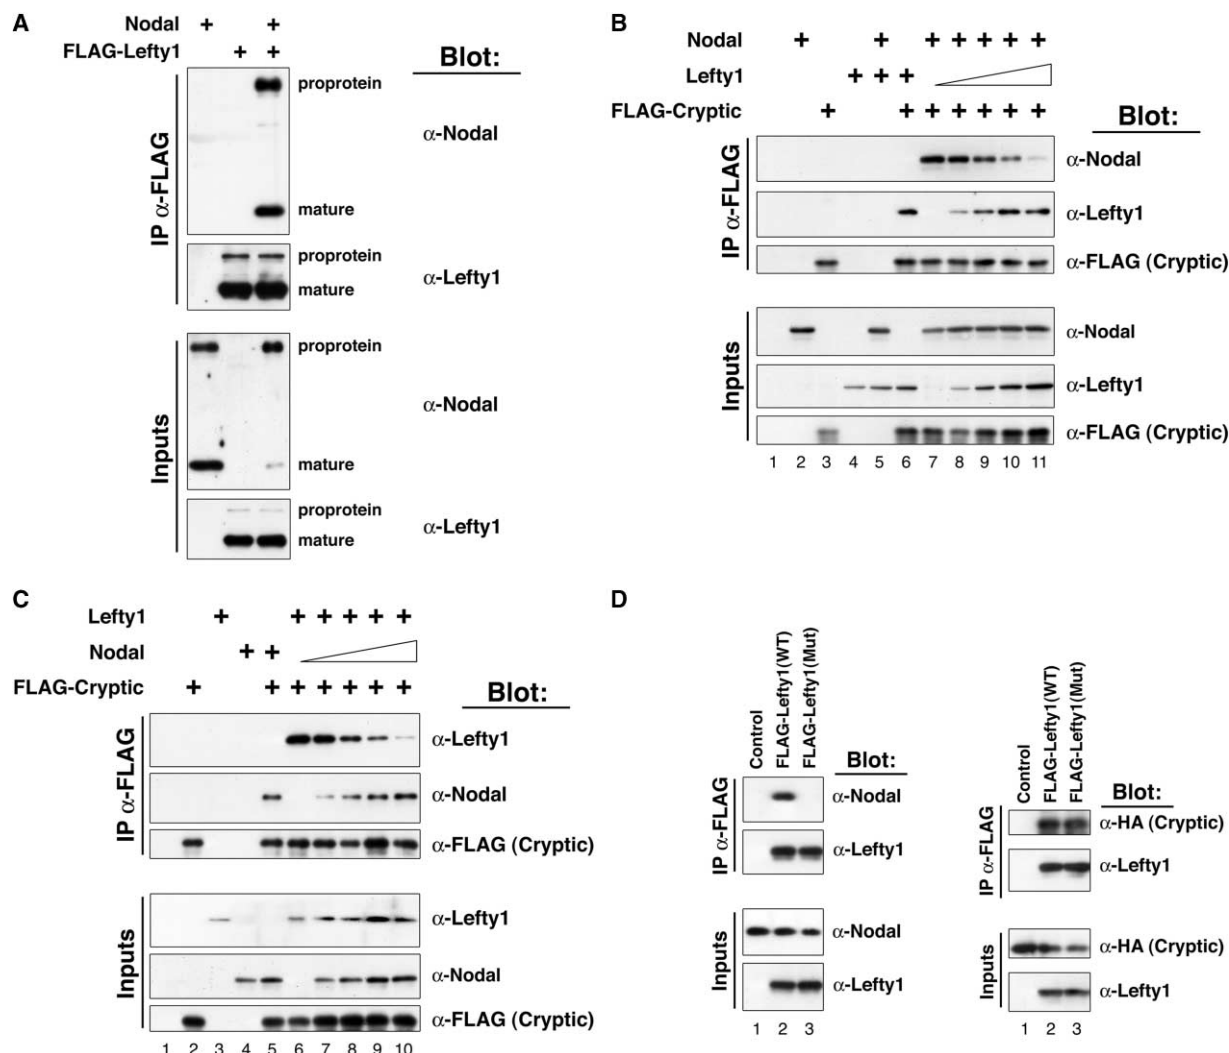 A
Nodal + +
FLAG-Lefty1 + +
Blot:
IP α-FLAG
proprotein
α-Nodal
mature
proprotein
α-Lefty1
mature
Inputs
proprotein
α-Nodal
mature
proprotein
α-Lefty1
mature
B
Nodal + + + + + + +
Lefty1 + + +
FLAG-Cryptic + + + + + + +
Blot:
IP α-FLAG
α-Nodal
α-Lefty1
α-FLAG (Cryptic)
Inputs
α-Nodal
α-Lefty1
α-FLAG (Cryptic)
1 2 3 4 5 6 7 8 9 10 11
C
Lefty1 + + + + + +
Nodal + +
FLAG-Cryptic + + + + + + +
Blot:
IP α-FLAG
α-Lefty1
α-Nodal
α-FLAG (Cryptic)
Inputs
α-Lefty1
α-Nodal
α-FLAG (Cryptic)
1 2 3 4 5 6 7 8 9 10
D
Control
FLAG-Lefty1(WT)
FLAG-Lefty1(Mut)
Blot:
IP α-FLAG
α-Nodal
α-Lefty1
Inputs
α-Nodal
α-Lefty1
1 2 3
Control
FLAG-Lefty1(WT)
FLAG-Lefty1(Mut)
Blot:
IP α-FLAG
α-HA (Cryptic)
α-Lefty1
Inputs
α-HA (Cryptic)
α-Lefty1
1 2 3